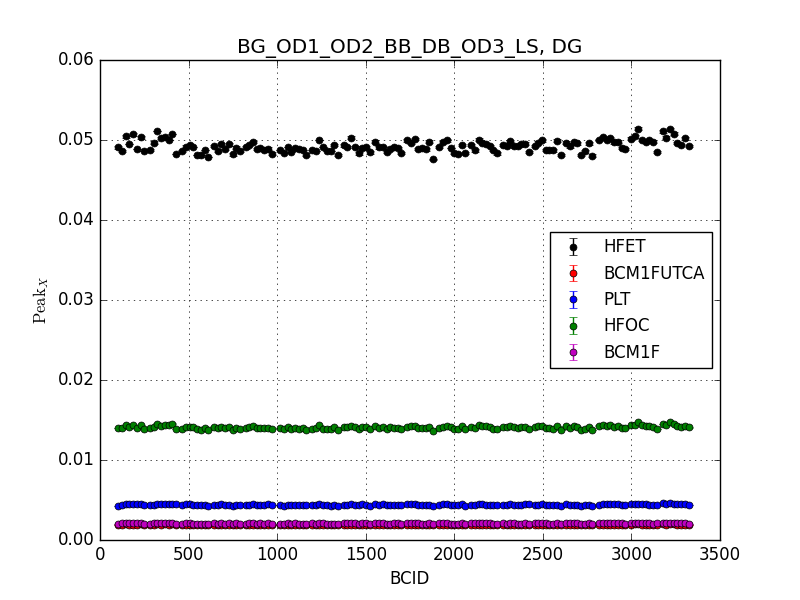 BG_OD1_OD2_BB_DB_OD3_LS, DG
0.06
0.05
0.04
0.03
0.02
0.01
0.00
Peak_X
HFET
BCM1FUTCA
PLT
HFOC
BCM1F
0 500 1000 1500 2000 2500 3000 3500
BCID